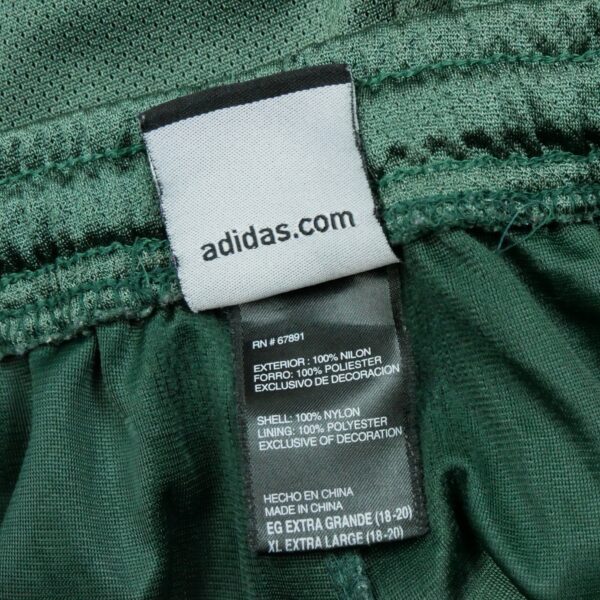 adidas.com
RN # 67891
EXTERIOR : 100% NILON
FORRO: 100% POLIESTER
EXCLUSIVO DE DECORACION
SHELL: 100% NYLON
LINING: 100% POLYESTER
EXCLUSIVE OF DECORATION
HECHO EN CHINA
MADE IN CHINA
EG EXTRA GRANDE (18-20)
XL EXTRA LARGE (18-20)